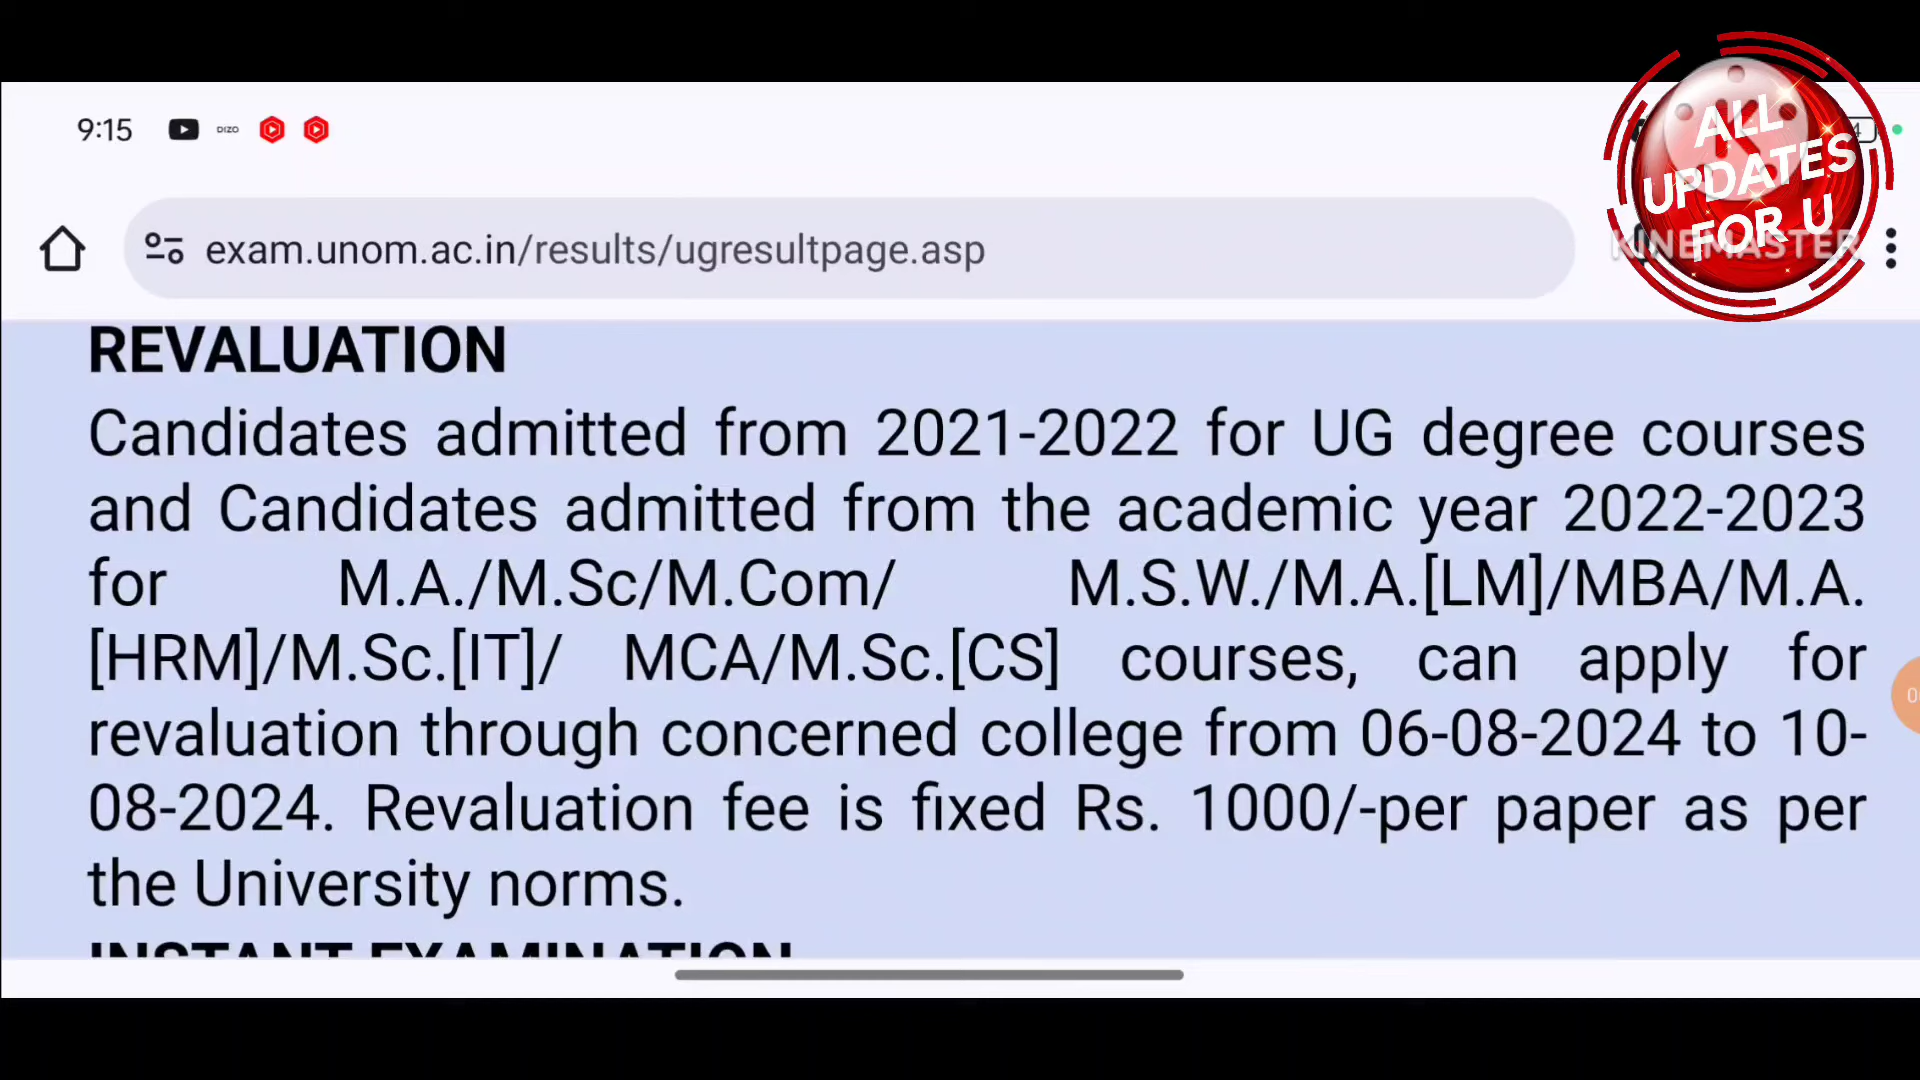 9:15
DIZO
ALL
UPDATES
FOR U
KINEMASTER
exam.unom.ac.in/results/ugresultpage.asp
REVALUATION
Candidates admitted from 2021-2022 for UG degree courses
and Candidates admitted from the academic year 2022-2023
for M.A./M.Sc/M.Com/ M.S.W./M.A.[LM]/MBA/M.A.
[HRM]/M.Sc.[IT]/ MCA/M.Sc.[CS] courses, can apply for
revaluation through concerned college from 06-08-2024 to 10-
08-2024. Revaluation fee is fixed Rs. 1000/-per paper as per
the University norms.
INSTANT EXAMINATION